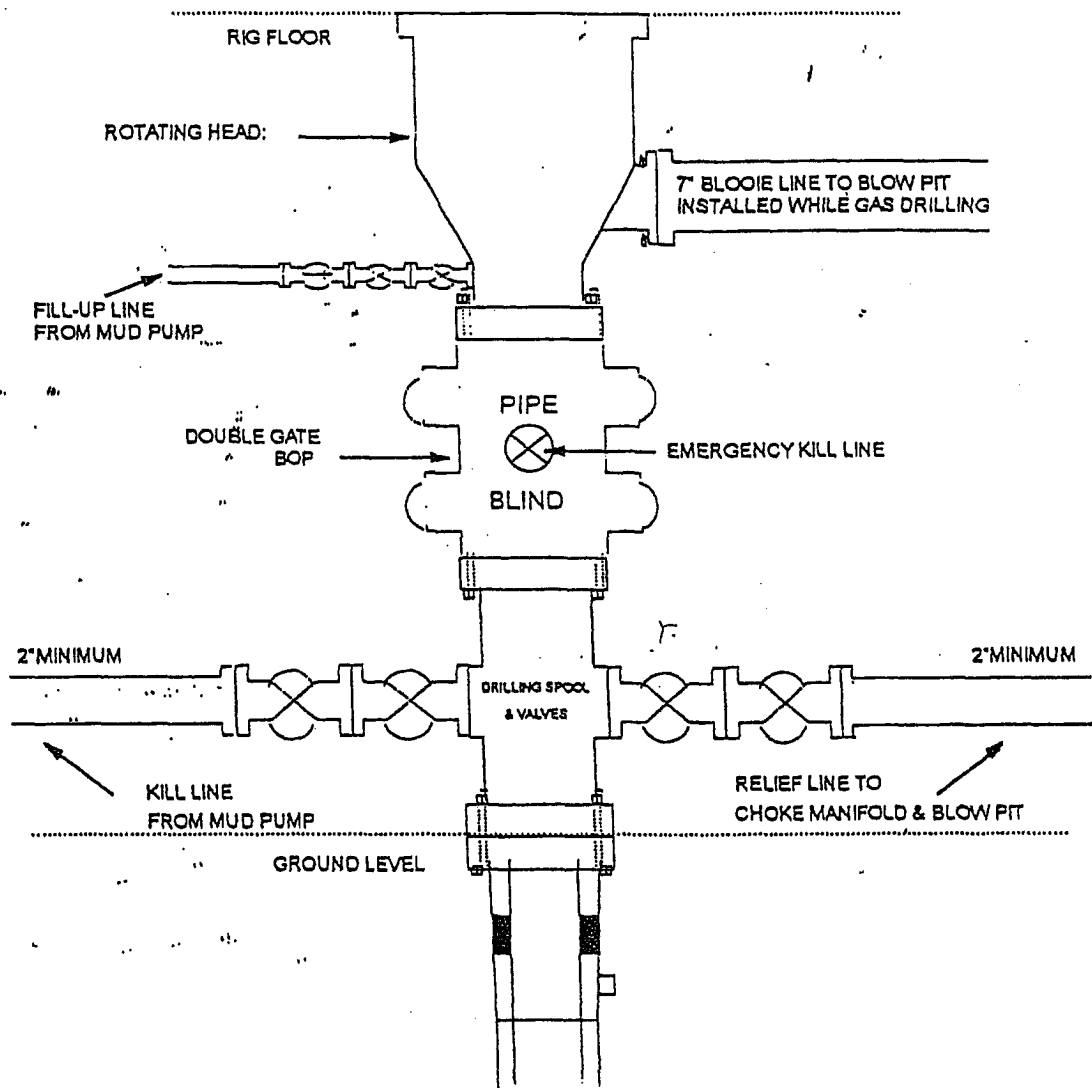 RIG FLOOR
ROTATING HEAD:
7" BLOOIE LINE TO BLOW PIT
INSTALLED WHILE GAS DRILLING
FILL-UP LINE
FROM MUD PUMP
PIPE
DOUBLE GATE
BOP
EMERGENCY KILL LINE
BLIND
2"MINIMUM
2"MINIMUM
DRILLING SPOOL
& VALVES
KILL LINE
FROM MUD PUMP
RELIEF LINE TO
CHOKE MANIFOLD & BLOW PIT
GROUND LEVEL